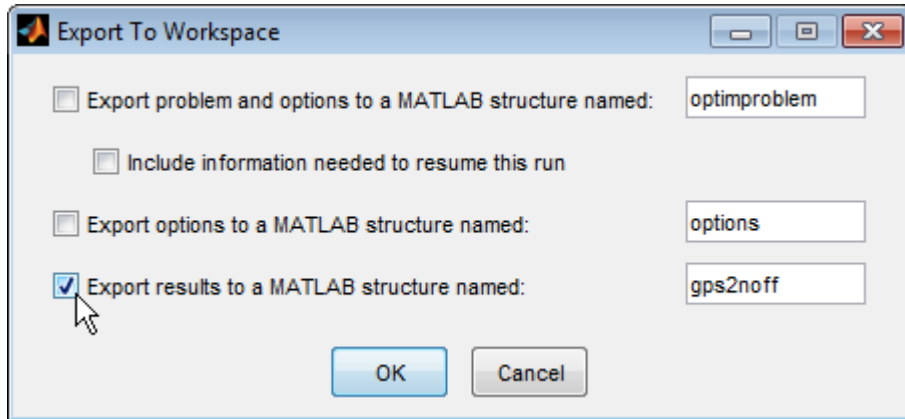 Export To Workspace
Export problem and options to a MATLAB structure named: optimproblem
Include information needed to resume this run
Export options to a MATLAB structure named: options
Export results to a MATLAB structure named: gps2noff
OK Cancel